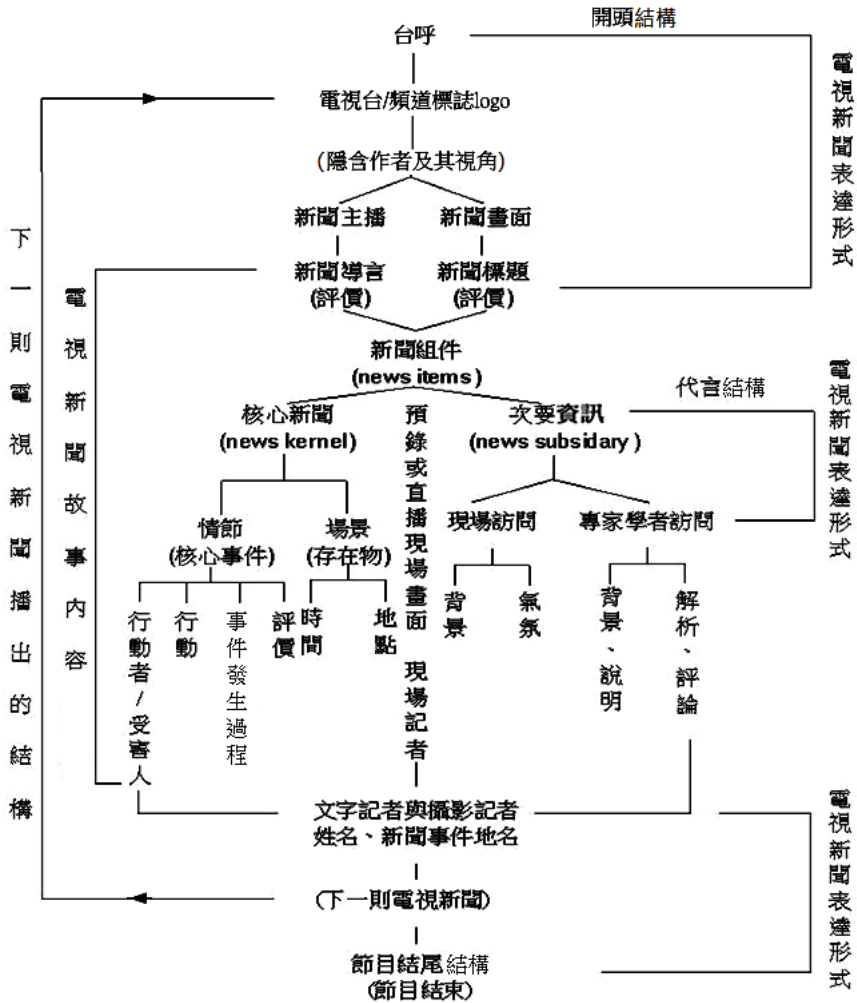 台呼
開頭結構
電視新聞表達形式
電視台/頻道標誌logo
(隱含作者及其視角)
新聞主播
新聞畫面
下一則電視新聞播出的結構
電視新聞故事內容
新聞導言
(評價)
新聞標題
(評價)
新聞組件
(news items)
核心新聞
(news kernel)
預錄或直播現場畫面 現場記者
次要資訊
(news subsidary)
代言結構
電視新聞表達形式
情節
(核心事件)
場景
(存在物)
現場訪問
專家學者訪問
行動者/受害人
行動
事件發生過程
評價
時間
地點
背景
氣氛
背景、說明
解析、評論
文字記者與攝影記者
姓名、新聞事件地名
電視新聞表達形式
(下一則電視新聞)
節目結尾結構
(節目結束)